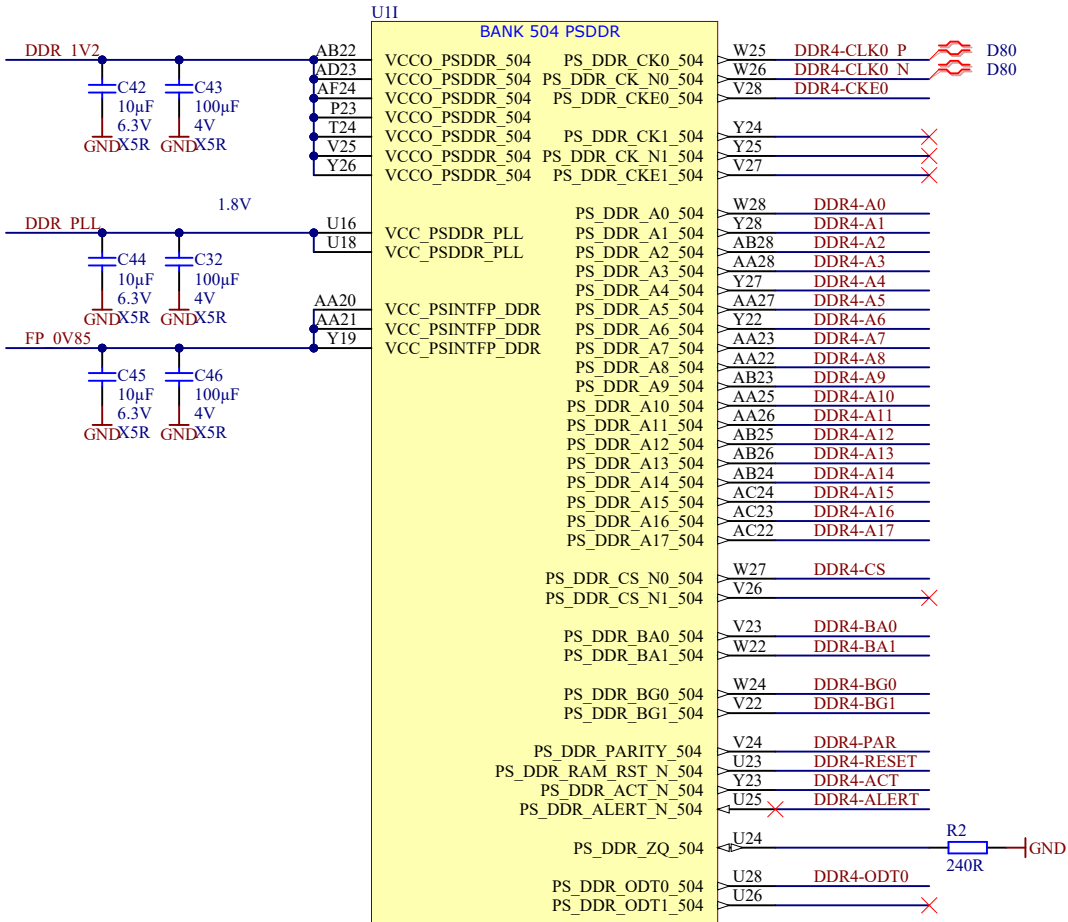 U1I
BANK 504 PSDDR
DDR_1V2
AB22 VCCO_PSDDR_504 PS_DDR_CK0_504 W25 DDR4-CLK0_P D80
AD23 VCCO_PSDDR_504 PS_DDR_CK_N0_504 W26 DDR4-CLK0_N D80
AF24 VCCO_PSDDR_504 PS_DDR_CKE0_504 V28 DDR4-CKE0
P23 VCCO_PSDDR_504
T24 VCCO_PSDDR_504 PS_DDR_CK1_504 Y24
V25 VCCO_PSDDR_504 PS_DDR_CK_N1_504 Y25
Y26 VCCO_PSDDR_504 PS_DDR_CKE1_504 V27
C42 C43
10µF 100µF
6.3V 4V
X5R X5R
GND GND
1.8V
DDR_PLL
U16 VCC_PSDDR_PLL
U18 VCC_PSDDR_PLL
C44 C32
10µF 100µF
6.3V 4V
X5R X5R
GND GND
AA20 VCC_PSINTFP_DDR
AA21 VCC_PSINTFP_DDR
FP_0V85
Y19 VCC_PSINTFP_DDR
C45 C46
10µF 100µF
6.3V 4V
X5R X5R
GND GND
PS_DDR_A0_504 W28 DDR4-A0
PS_DDR_A1_504 Y28 DDR4-A1
PS_DDR_A2_504 AB28 DDR4-A2
PS_DDR_A3_504 AA28 DDR4-A3
PS_DDR_A4_504 Y27 DDR4-A4
PS_DDR_A5_504 AA27 DDR4-A5
PS_DDR_A6_504 Y22 DDR4-A6
PS_DDR_A7_504 AA23 DDR4-A7
PS_DDR_A8_504 AA22 DDR4-A8
PS_DDR_A9_504 AB23 DDR4-A9
PS_DDR_A10_504 AA25 DDR4-A10
PS_DDR_A11_504 AA26 DDR4-A11
PS_DDR_A12_504 AB25 DDR4-A12
PS_DDR_A13_504 AB26 DDR4-A13
PS_DDR_A14_504 AB24 DDR4-A14
PS_DDR_A15_504 AC24 DDR4-A15
PS_DDR_A16_504 AC23 DDR4-A16
PS_DDR_A17_504 AC22 DDR4-A17
PS_DDR_CS_N0_504 W27 DDR4-CS
PS_DDR_CS_N1_504 V26
PS_DDR_BA0_504 V23 DDR4-BA0
PS_DDR_BA1_504 W22 DDR4-BA1
PS_DDR_BG0_504 W24 DDR4-BG0
PS_DDR_BG1_504 V22 DDR4-BG1
PS_DDR_PARITY_504 V24 DDR4-PAR
PS_DDR_RAM_RST_N_504 U23 DDR4-RESET
PS_DDR_ACT_N_504 Y23 DDR4-ACT
PS_DDR_ALERT_N_504 U25 DDR4-ALERT
PS_DDR_ZQ_504 U24 R2 GND
240R
PS_DDR_ODT0_504 U28 DDR4-ODT0
PS_DDR_ODT1_504 U26